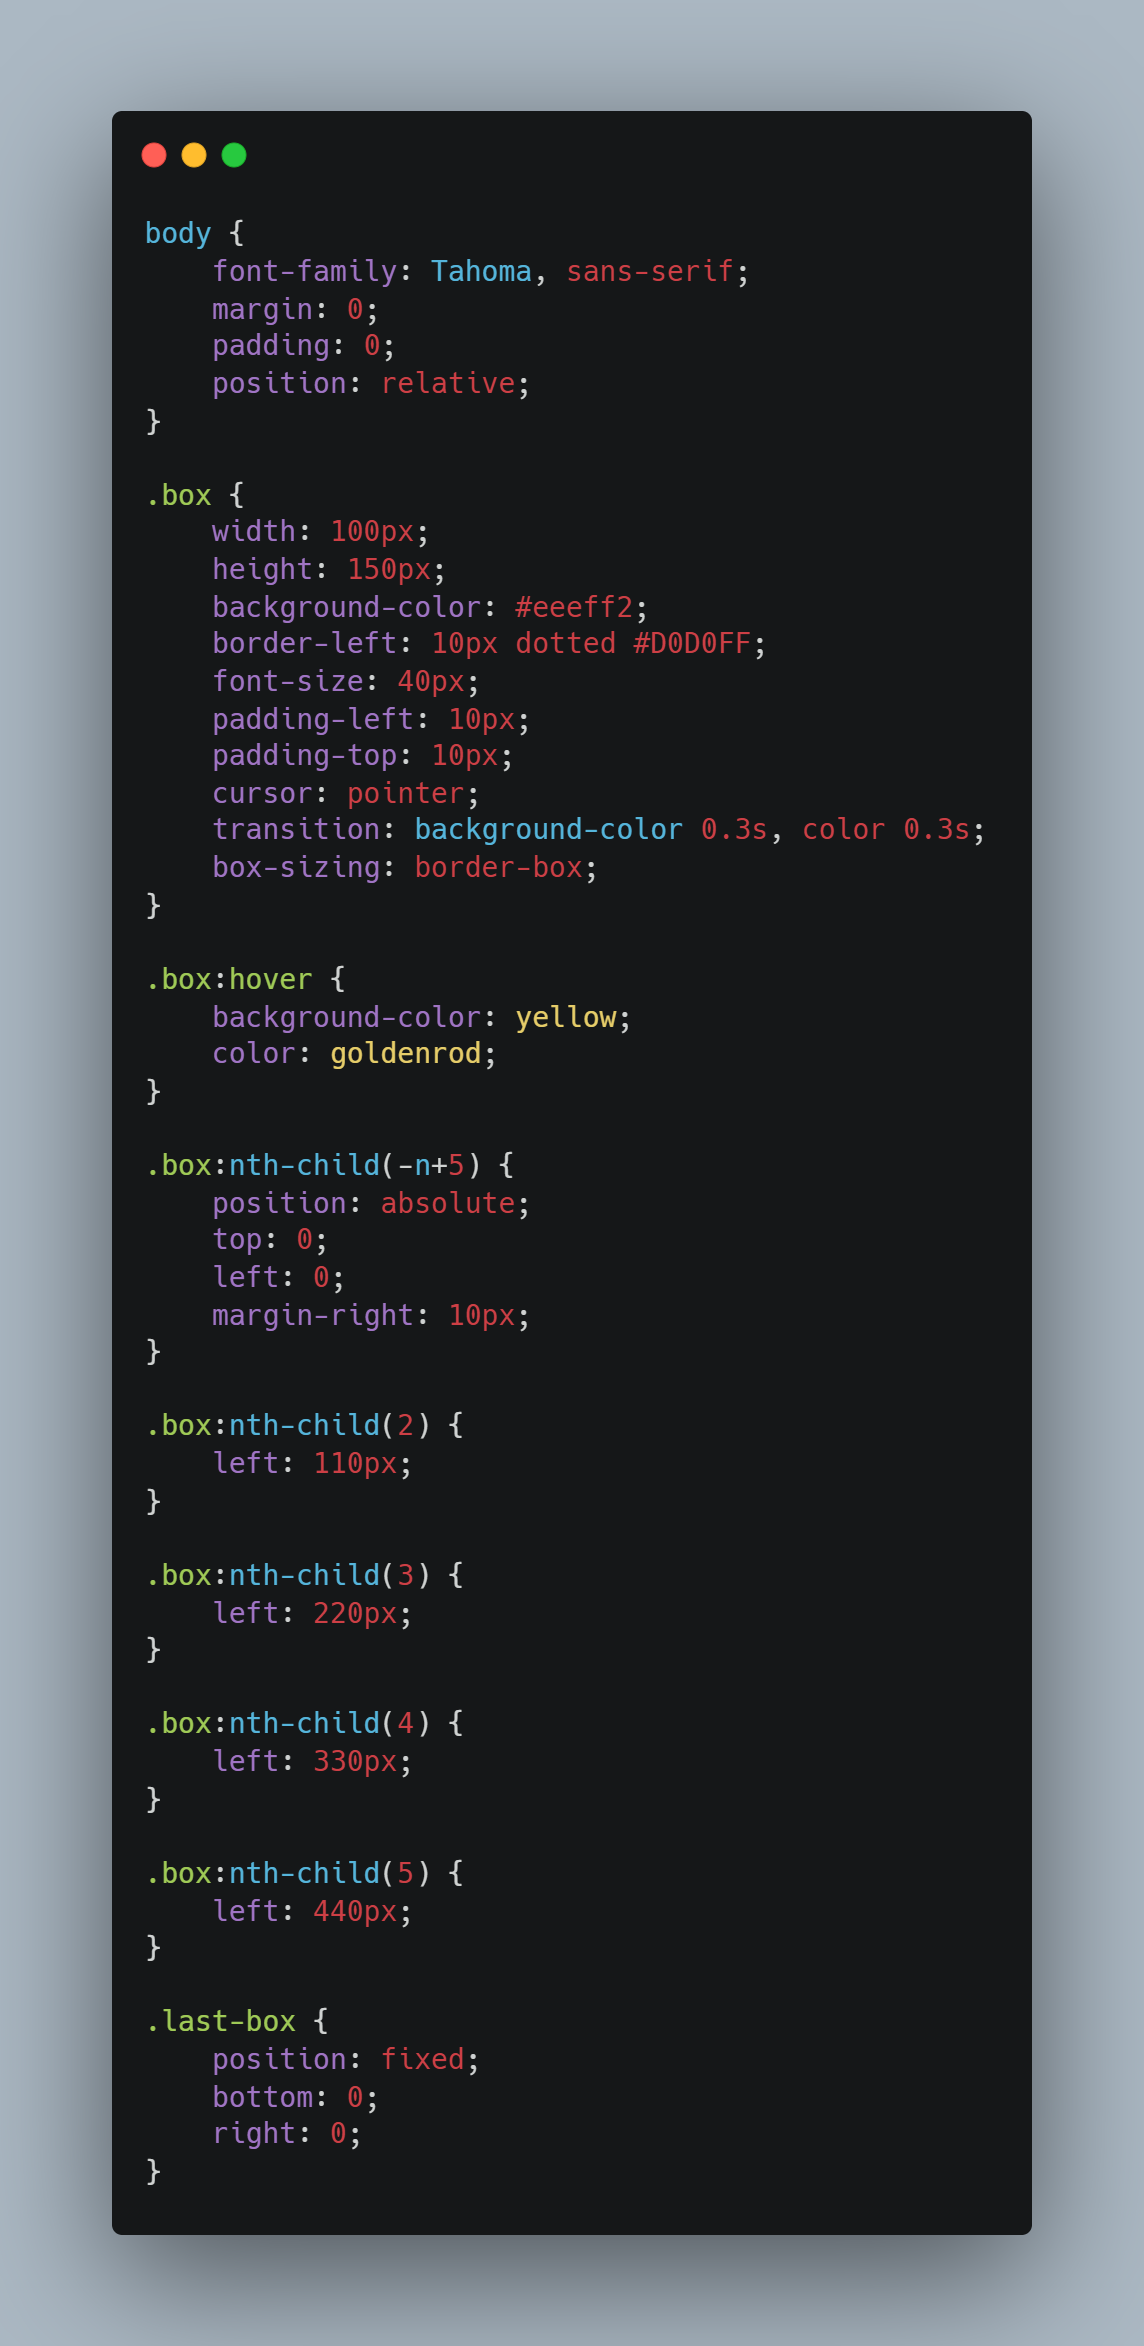 body {
    font-family: Tahoma, sans-serif;
    margin: 0;
    padding: 0;
    position: relative;
}

.box {
    width: 100px;
    height: 150px;
    background-color: #eeeff2;
    border-left: 10px dotted #D0D0FF;
    font-size: 40px;
    padding-left: 10px;
    padding-top: 10px;
    cursor: pointer;
    transition: background-color 0.3s, color 0.3s;
    box-sizing: border-box;
}

.box:hover {
    background-color: yellow;
    color: goldenrod;
}

.box:nth-child(-n+5) {
    position: absolute;
    top: 0;
    left: 0;
    margin-right: 10px;
}

.box:nth-child(2) {
    left: 110px;
}

.box:nth-child(3) {
    left: 220px;
}

.box:nth-child(4) {
    left: 330px;
}

.box:nth-child(5) {
    left: 440px;
}

.last-box {
    position: fixed;
    bottom: 0;
    right: 0;
}